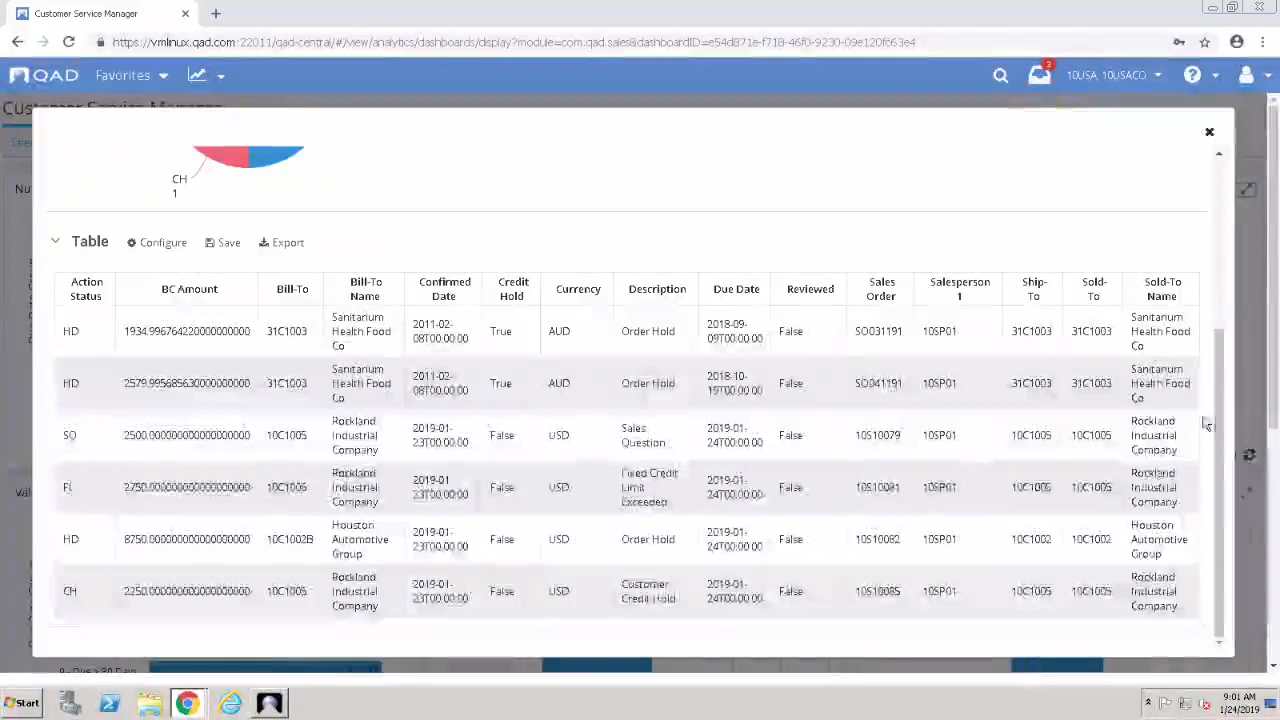 Customer Service Manager
https://vmlinux.qad.com:22011/qad-central/#/view/analytics/dashboards/display?module=com.qad.sales&dashboardID=e54d871e-f718-46f0-9230-09e120fc63e4
QAD Favorites 3 10USA, 10USACO
Customer Service Manager
CH
1
Table Configure Save Export
Action Status BC Amount Bill-To Bill-To Name Confirmed Date Credit Hold Currency Description Due Date Reviewed Sales Order Salesperson 1 Ship-To Sold-To Sold-To Name
HD 1934.996764220000000000 31C1003 Sanitarium Health Food Co 2011-02-08T00:00:00 True AUD Order Hold 2018-09-09T00:00:00 False SO031191 10SP01 31C1003 31C1003 Sanitarium Health Food Co
HD 2579.995685630000000000 31C1003 Sanitarium Health Food Co 2011-02-08T00:00:00 True AUD Order Hold 2018-10-19T00:00:00 False SO041191 10SP01 31C1003 31C1003 Sanitarium Health Food Co
SQ 2500.000000000000000000 10C1005 Rockland Industrial Company 2019-01-23T00:00:00 False USD Sales Question 2019-01-24T00:00:00 False 10S10079 10SP01 10C1005 10C1005 Rockland Industrial Company
FL 2750.000000000000000000 10C1005 Rockland Industrial Company 2019-01-23T00:00:00 False USD Fixed Credit Limit Exceeded 2019-01-24T00:00:00 False 10S10081 10SP01 10C1005 10C1005 Rockland Industrial Company
HD 8750.000000000000000000 10C1002B Houston Automotive Group 2019-01-23T00:00:00 False USD Order Hold 2019-01-24T00:00:00 False 10S10082 10SP01 10C1002 10C1002 Houston Automotive Group
CH 2250.000000000000000000 10C1005 Rockland Industrial Company 2019-01-23T00:00:00 False USD Customer Credit Hold 2019-01-24T00:00:00 False 10S10085 10SP01 10C1005 10C1005 Rockland Industrial Company
Start 9:01 AM
1/24/2019